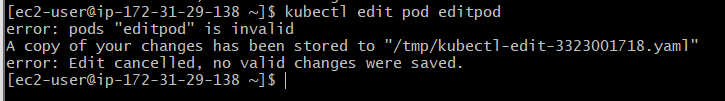 [ec2-user@ip-172-31-29-138 ~]$ kubectl edit pod editpod
error: pods "editpod" is invalid
A copy of your changes has been stored to "/tmp/kubectl-edit-3323001718.yaml"
error: Edit cancelled, no valid changes were saved.
[ec2-user@ip-172-31-29-138 ~]$